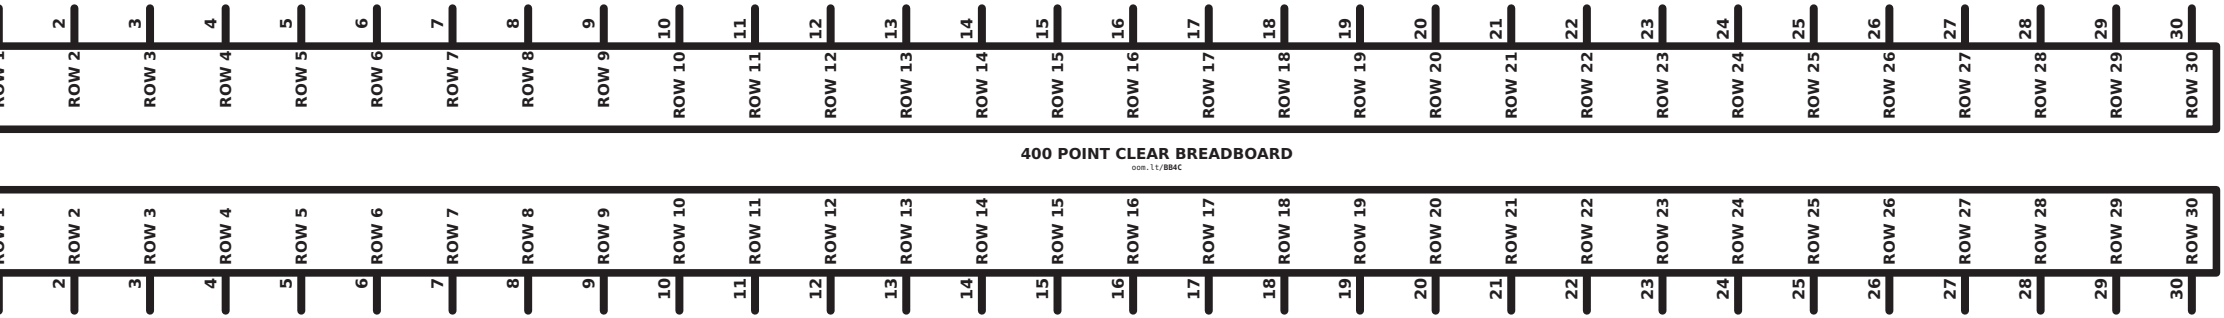 2 3 4 5 6 7 8 9 10 11 12 13 14 15 16 17 18 19 20 21 22 23 24 25 26 27 28 29 30
ROW 1 ROW 2 ROW 3 ROW 4 ROW 5 ROW 6 ROW 7 ROW 8 ROW 9 ROW 10 ROW 11 ROW 12 ROW 13 ROW 14 ROW 15 ROW 16 ROW 17 ROW 18 ROW 19 ROW 20 ROW 21 ROW 22 ROW 23 ROW 24 ROW 25 ROW 26 ROW 27 ROW 28 ROW 29 ROW 30
400 POINT CLEAR BREADBOARD
oom.lt/BB4C
ROW 1 ROW 2 ROW 3 ROW 4 ROW 5 ROW 6 ROW 7 ROW 8 ROW 9 ROW 10 ROW 11 ROW 12 ROW 13 ROW 14 ROW 15 ROW 16 ROW 17 ROW 18 ROW 19 ROW 20 ROW 21 ROW 22 ROW 23 ROW 24 ROW 25 ROW 26 ROW 27 ROW 28 ROW 29 ROW 30
2 3 4 5 6 7 8 9 10 11 12 13 14 15 16 17 18 19 20 21 22 23 24 25 26 27 28 29 30